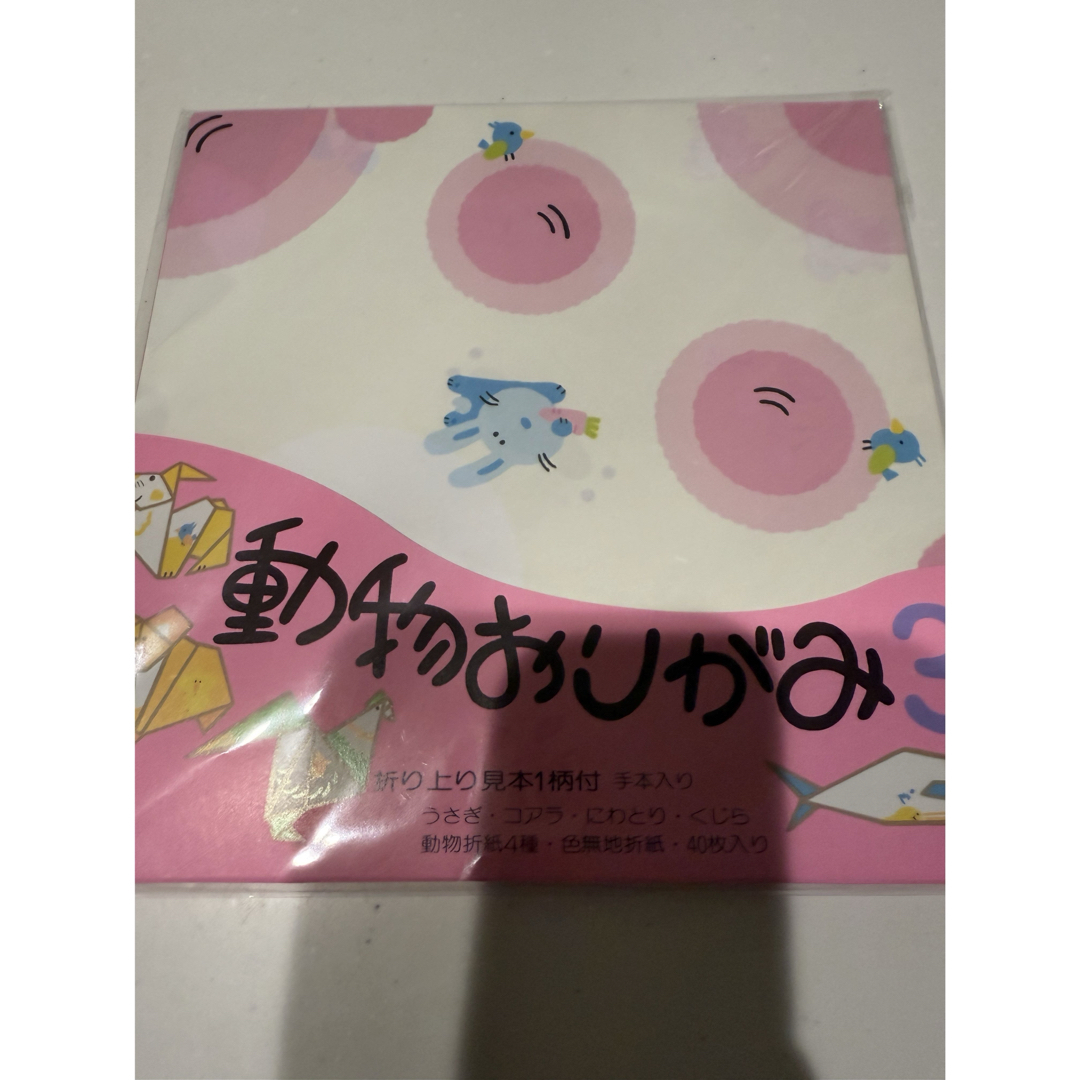 動物おりがみ3
折り上り見本1柄付 手本入り
うさぎ・コアラ・にわとり・くじら
動物折紙4種・色無地折紙・40枚入り